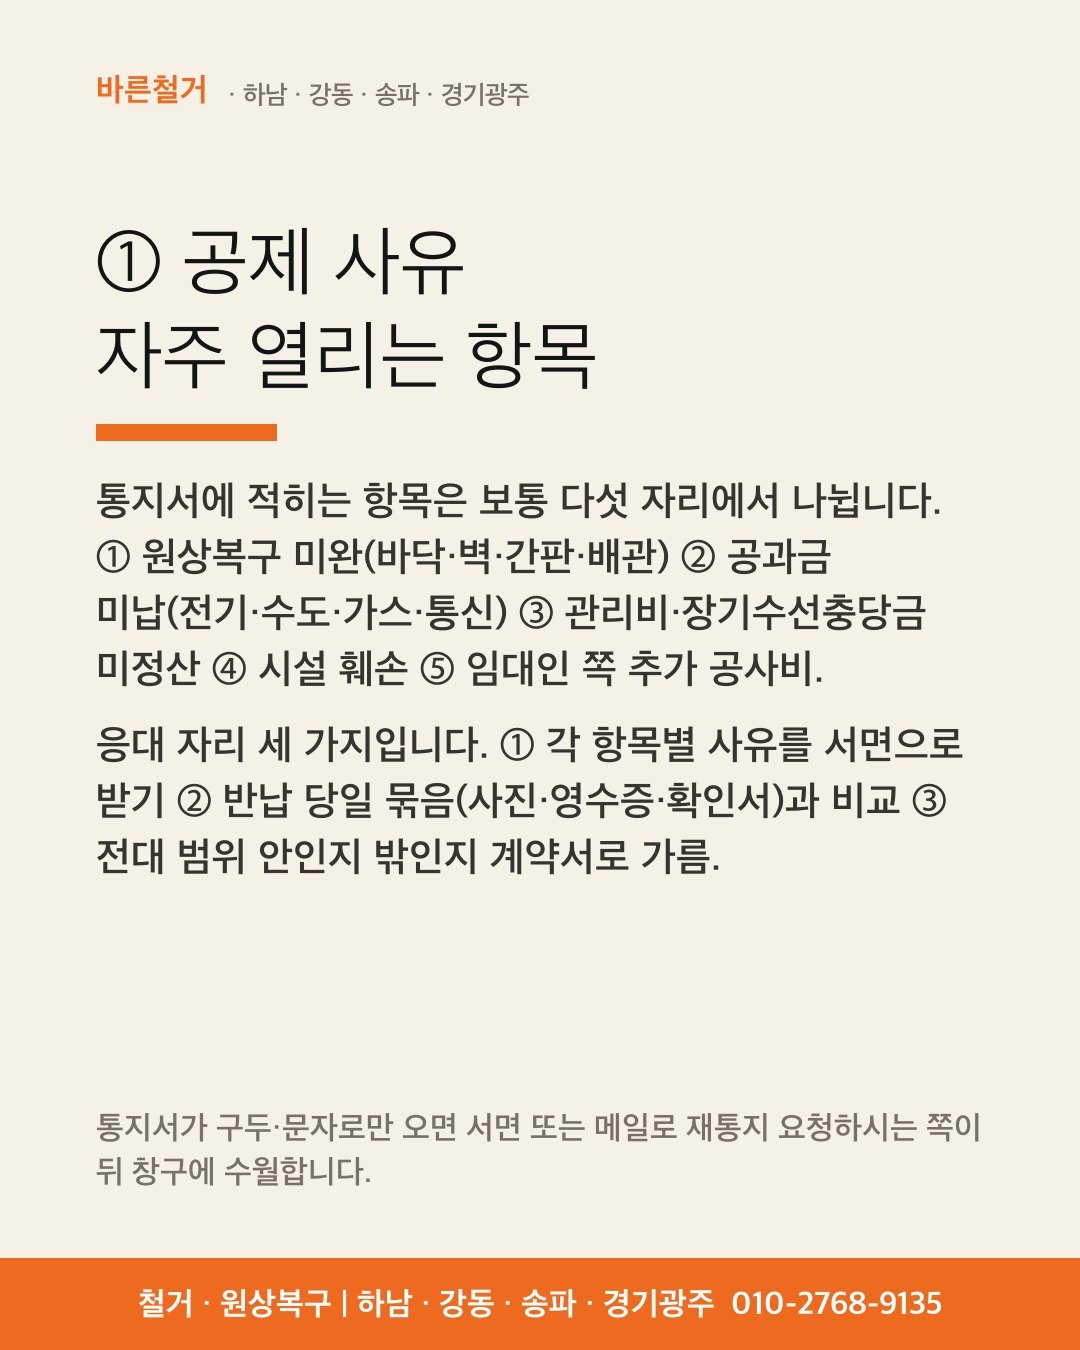 바른철거 · 하남 · 강동 · 송파 · 경기광주
① 공제 사유
자주 열리는 항목
통지서에 적히는 항목은 보통 다섯 자리에서 나뉩니다.
① 원상복구 미완(바닥·벽·간판·배관) ② 공과금
미납(전기·수도·가스·통신) ③ 관리비·장기수선충당금
미정산 ④ 시설 훼손 ⑤ 임대인 쪽 추가 공사비.
응대 자리 세 가지입니다. ① 각 항목별 사유를 서면으로
받기 ② 반납 당일 묶음(사진·영수증·확인서)과 비교 ③
전대 범위 안인지 밖인지 계약서로 가름.
통지서가 구두·문자로만 오면 서면 또는 메일로 재통지 요청하시는 쪽이
뒤 창구에 수월합니다.
철거 · 원상복구 | 하남 · 강동 · 송파 · 경기광주 010-2768-9135